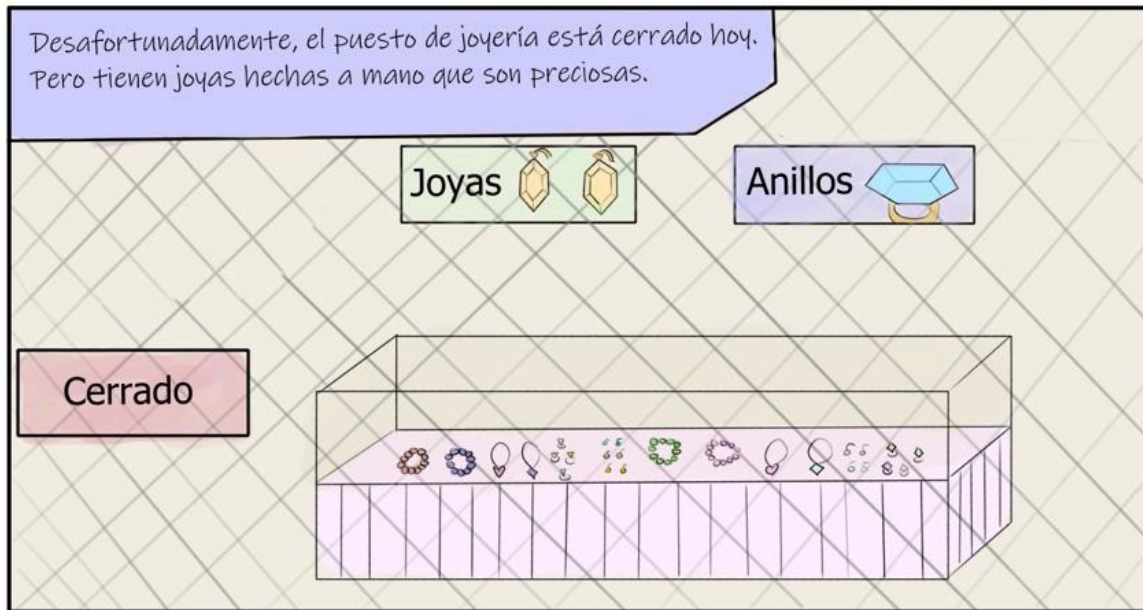 Desafortunadamente, el puesto de joyería está cerrado hoy.
Pero tienen joyas hechas a mano que son preciosas.
Joyas
Anillos
Cerrado